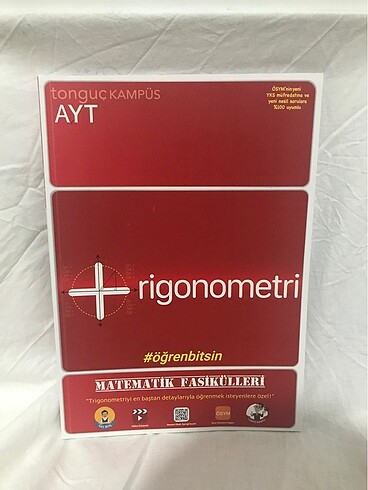 tonguç KAMPÜS
AYT
ÖSYM'nin yeni
YKS müfredatına ve
yeni nesil sorulara
%100 uyumlu
rigonometri
#öğrenbitsin
MATEMATİK FASİKÜLLERİ
"Trigonometriyi en baştan detaylarıyla öğrenmek isteyenlere özel!"
ÖSYM